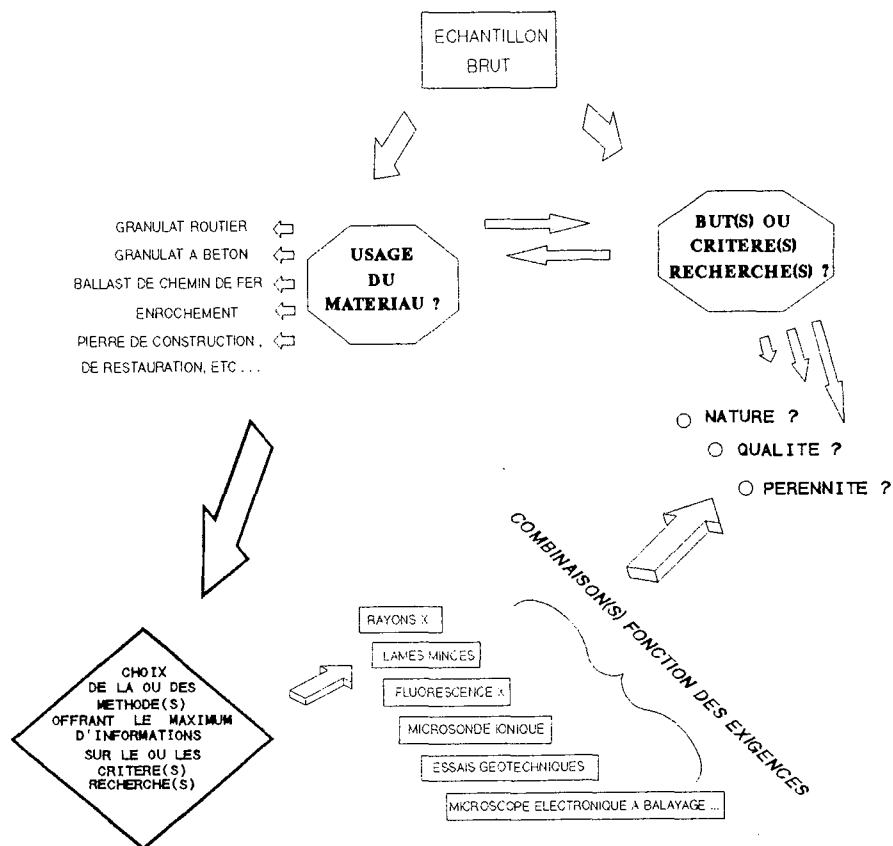 ECHANTILLON
BRUT
GRANULAT ROUTIER
GRANULAT A BETON
BALLAST DE CHEMIN DE FER
ENROCHEMENT
PIERRE DE CONSTRUCTION ,
DE RESTAURATION, ETC ...
USAGE
DU
MATERIAU ?
BUT(S) OU
CRITERE(S)
RECHERCHE(S) ?
NATURE ?
QUALITE ?
PERENNITE ?
CHOIX
DE LA OU DES
METHODE(S)
OFFRANT LE MAXIMUM
D'INFORMATIONS
SUR LE OU LES
CRITERE(S)
RECHERCHE(S)
RAYONS X
LAMES MINCES
FLUORESCENCE X
MICROSONDE IONIQUE
ESSAIS GEOTECHNIQUES
MICROSCOPE ELECTRONIQUE A BALAYAGE ...
COMBINAISON(S) FONCTION DES EXIGENCES